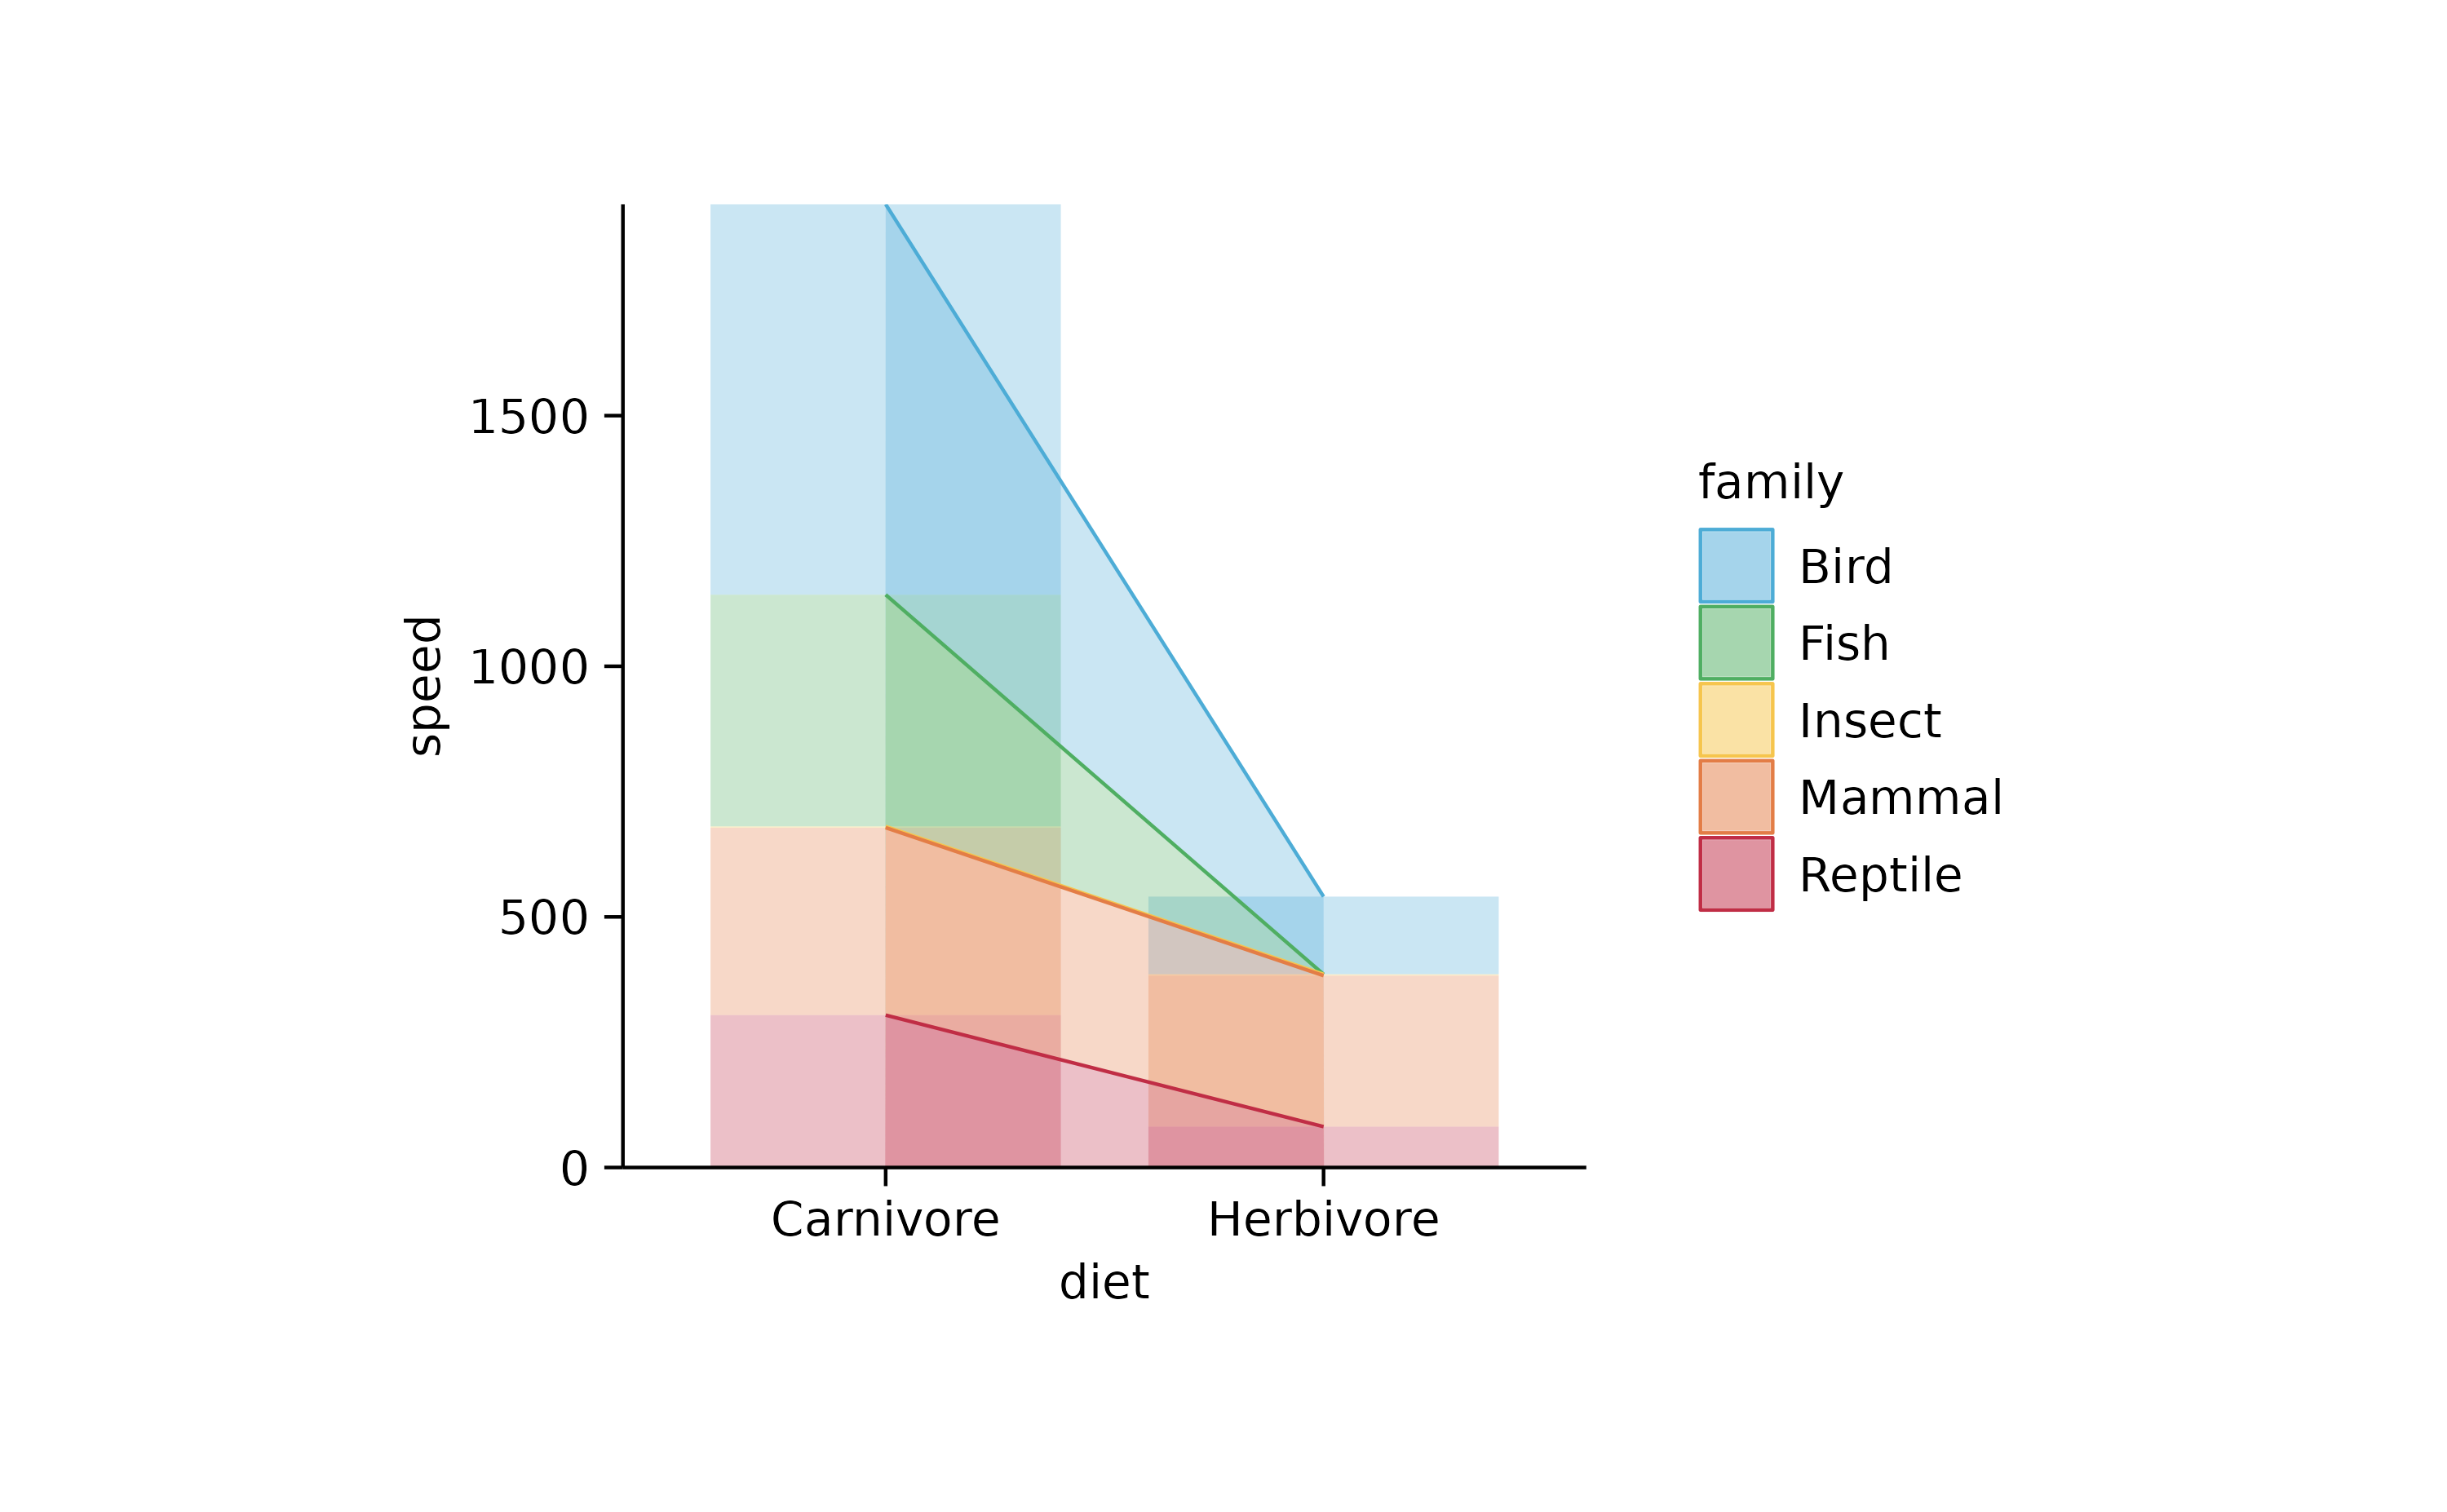 speed
1500
1000
500
0
Carnivore
Herbivore
diet
family
Bird
Fish
Insect
Mammal
Reptile